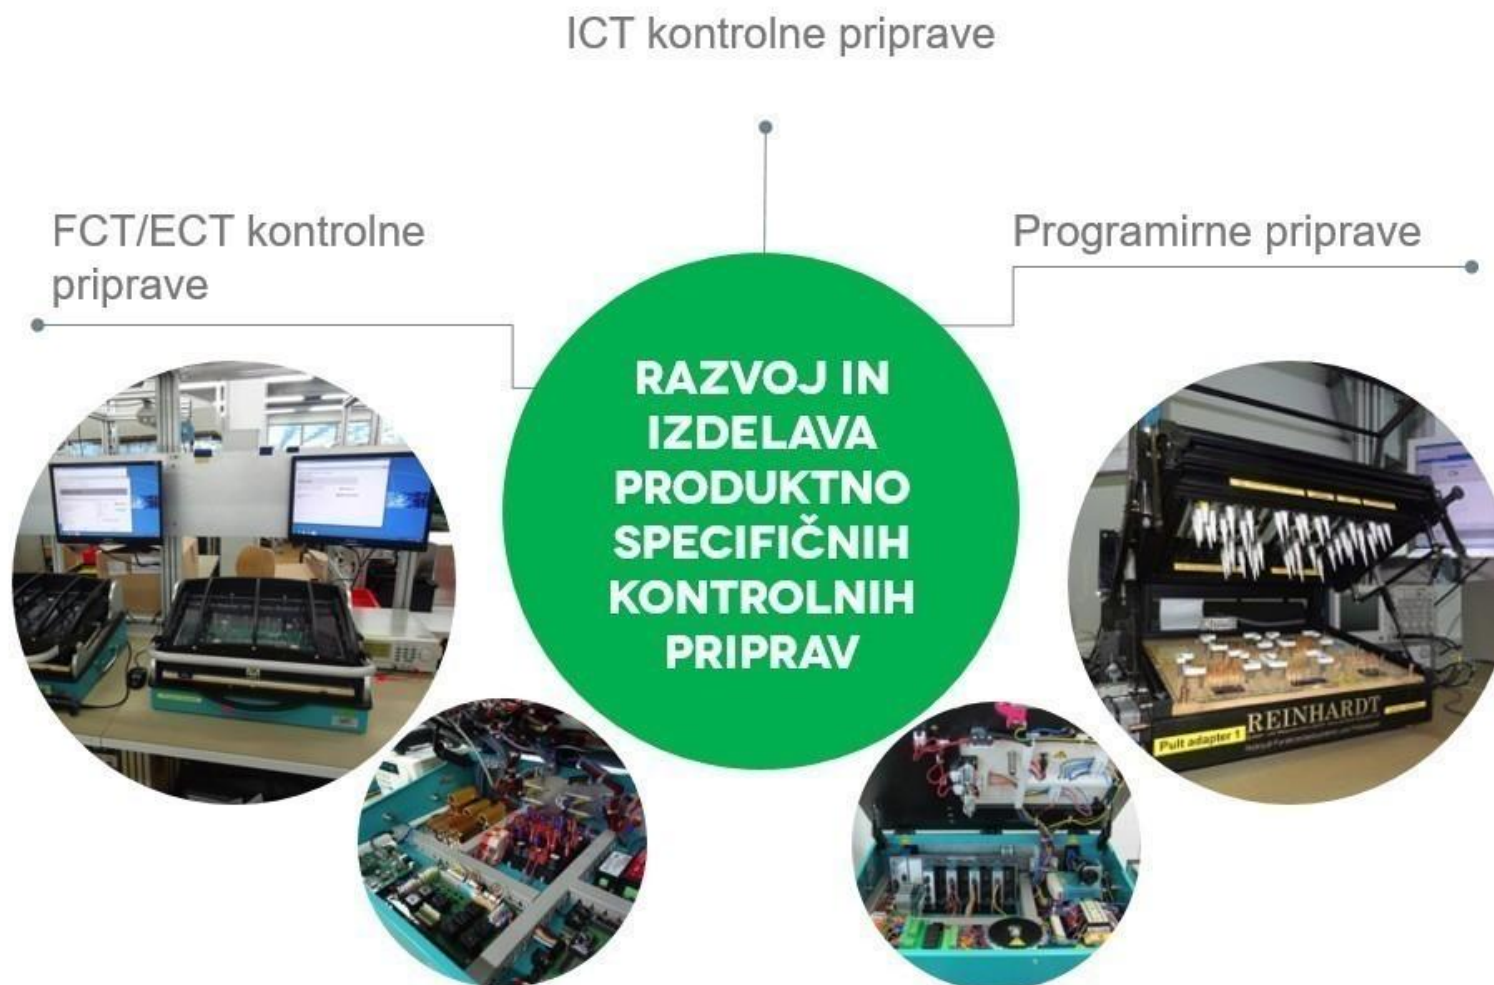 ICT kontrolne priprave
FCT/ECT kontrolne
priprave
Programirne priprave
RAZVOJ IN
IZDELAVA
PRODUKTNO
SPECIFIČNIH
KONTROLNIH
PRIPRAV
REINHARDT
Pult adapter 1